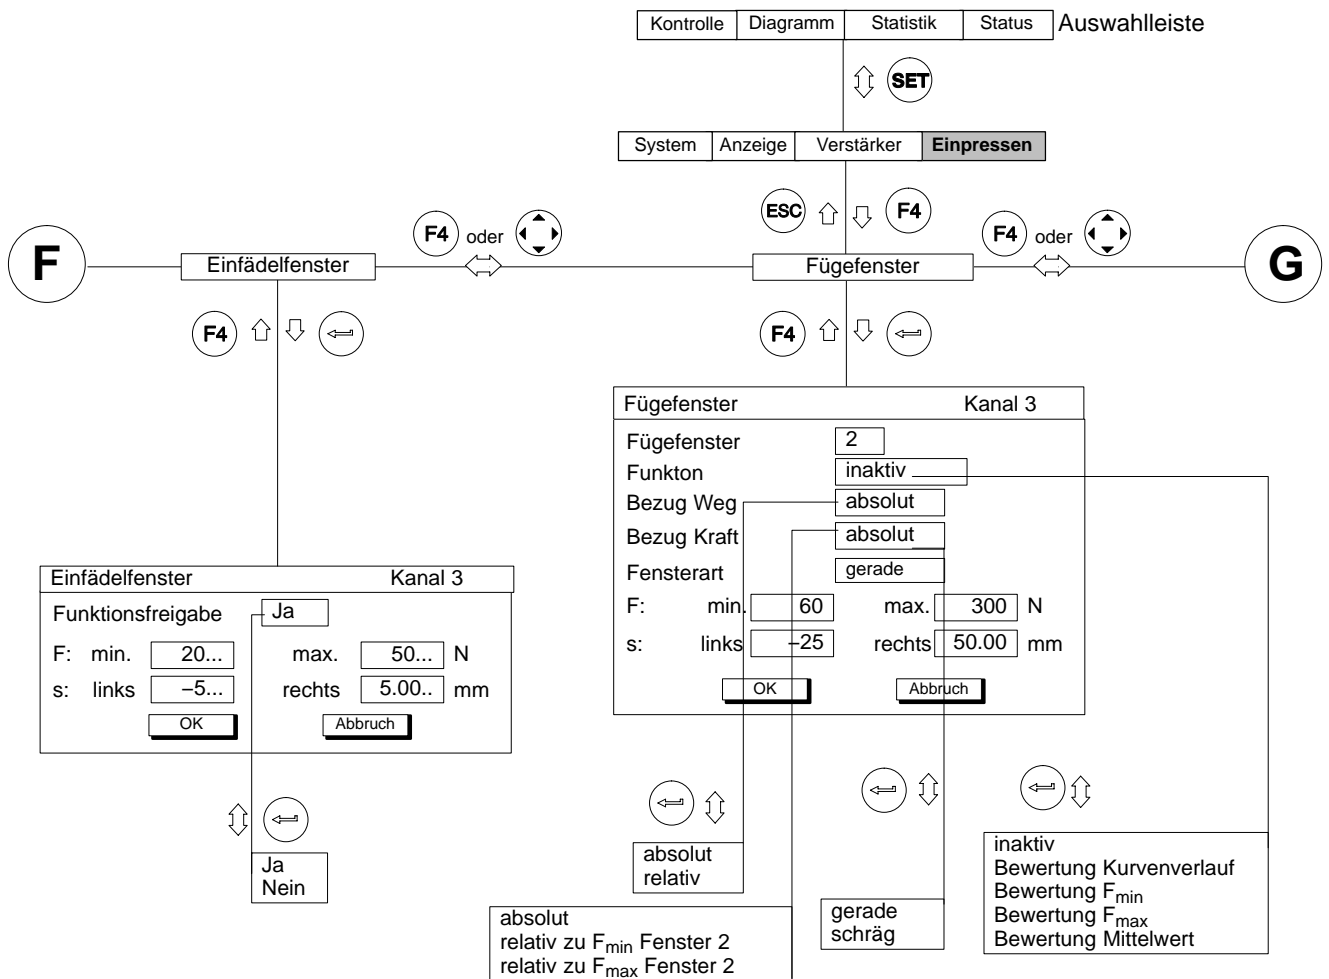 Kontrolle Diagramm Statistik Status Auswahlleiste
SET
System Anzeige Verstärker Einpressen
ESC F4
F4 oder F4 oder
F Einfädelfenster Fügefenster G
F4 F4
Fügefenster Kanal 3
Fügefenster 2
Funkton inaktiv
Bezug Weg absolut
Bezug Kraft absolut
Fensterart gerade
F: min. 60 max. 300 N
s: links –25 rechts 50.00 mm
OK Abbruch
Einfädelfenster Kanal 3
Funktionsfreigabe Ja
F: min. 20... max. 50... N
s: links –5... rechts 5.00.. mm
OK Abbruch
Ja
Nein
absolut
relativ
absolut
relativ zu Fmin Fenster 2
relativ zu Fmax Fenster 2
gerade
schräg
inaktiv
Bewertung Kurvenverlauf
Bewertung Fmin
Bewertung Fmax
Bewertung Mittelwert